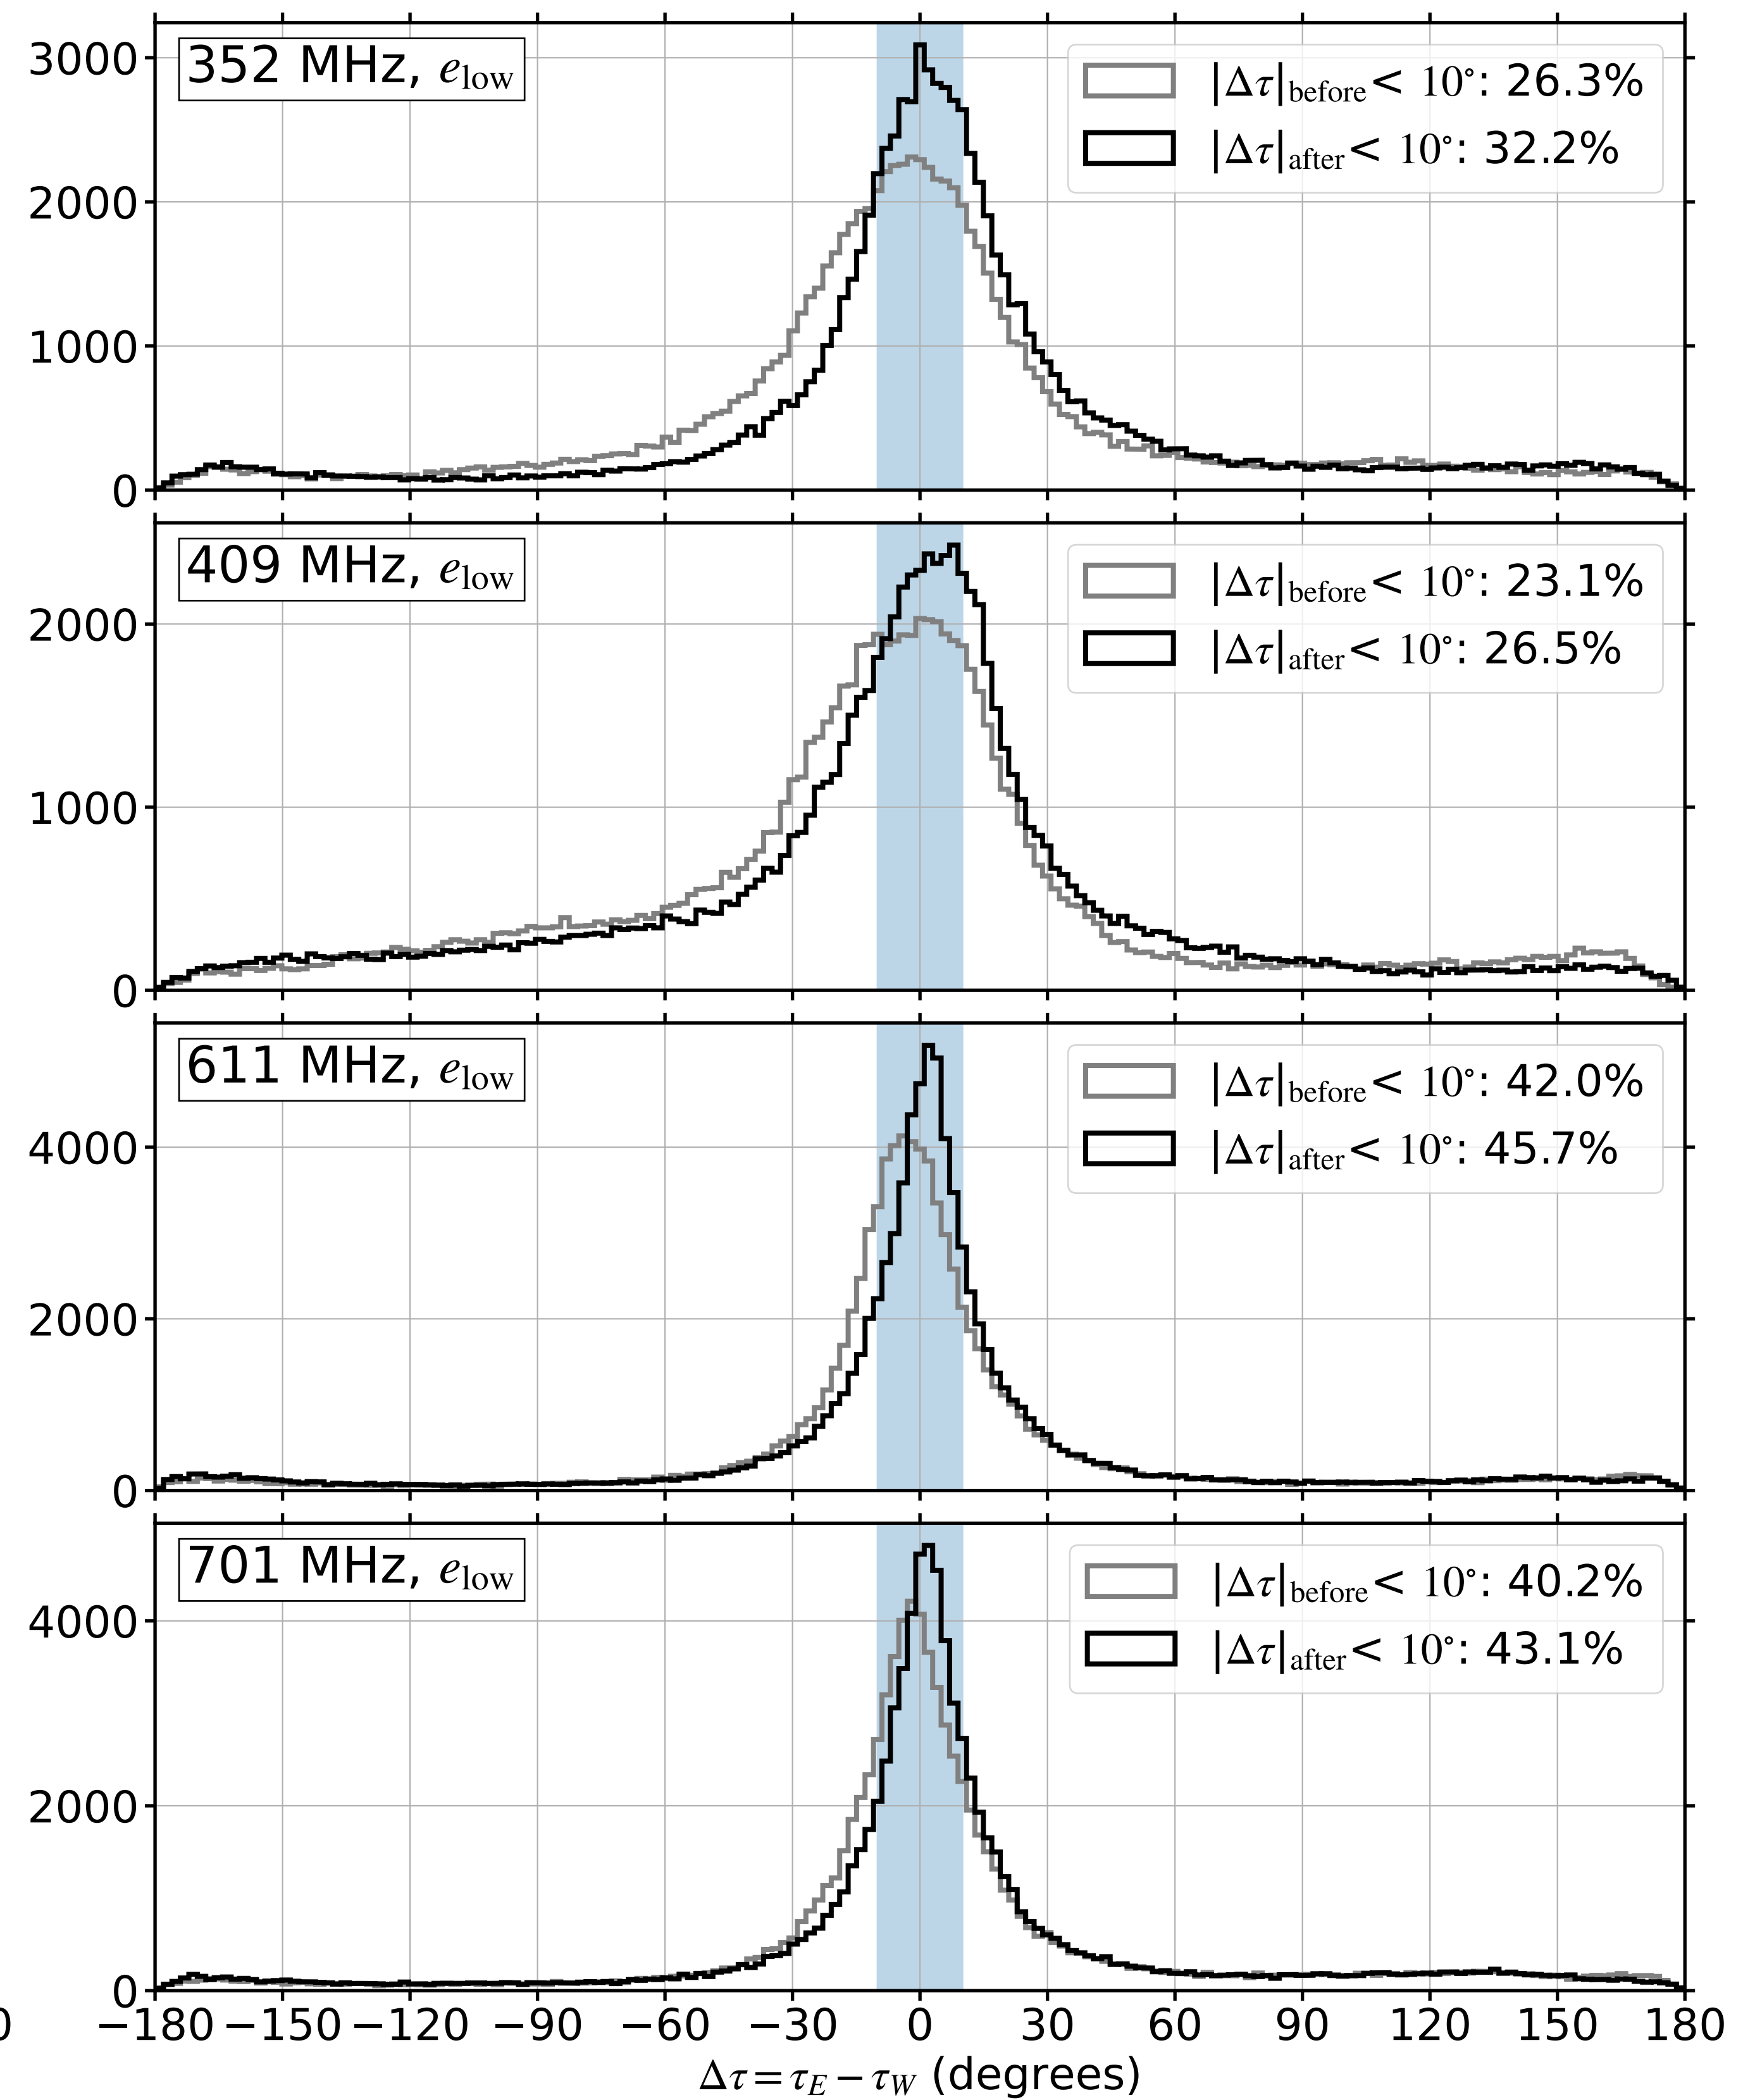 352 MHz, e_low
|Δτ|_before < 10°: 26.3%
|Δτ|_after < 10°: 32.2%
3000
2000
1000
0
409 MHz, e_low
|Δτ|_before < 10°: 23.1%
|Δτ|_after < 10°: 26.5%
2000
1000
0
611 MHz, e_low
|Δτ|_before < 10°: 42.0%
|Δτ|_after < 10°: 45.7%
4000
2000
0
701 MHz, e_low
|Δτ|_before < 10°: 40.2%
|Δτ|_after < 10°: 43.1%
4000
2000
0
0 −180 −150 −120 −90 −60 −30 0 30 60 90 120 150 180
Δτ = τ_E − τ_W (degrees)